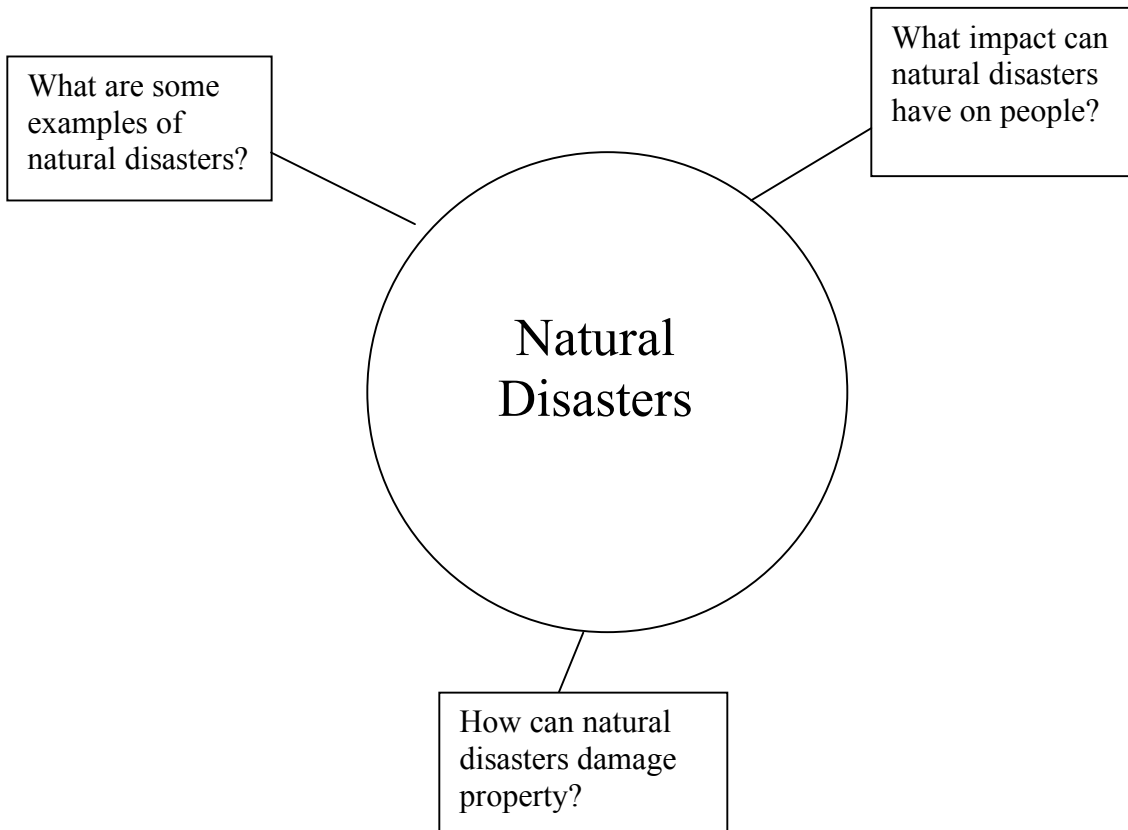 What impact can
natural disasters
have on people?
What are some
examples of
natural disasters?
Natural
Disasters
How can natural
disasters damage
property?